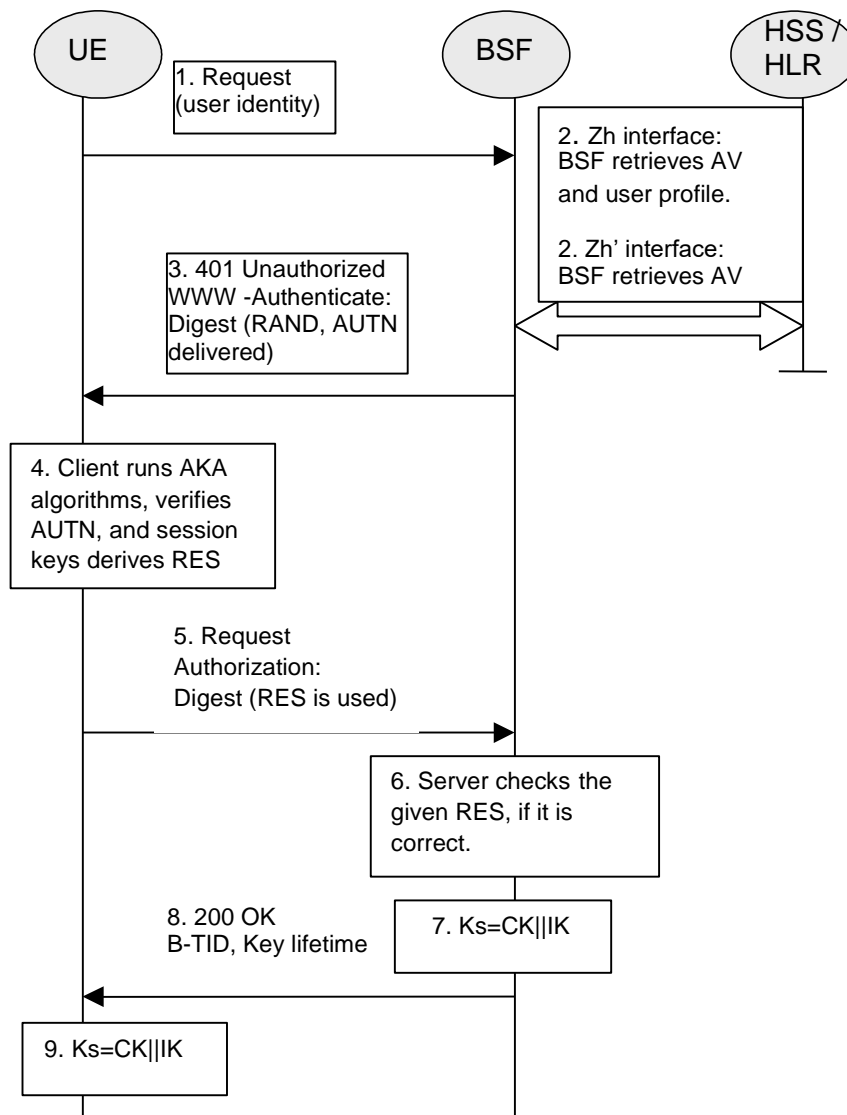 UE
BSF
HSS /
HLR
1. Request
(user identity)
2. Zh interface:
BSF retrieves AV
and user profile.
2. Zh’ interface:
BSF retrieves AV
3. 401 Unauthorized
WWW -Authenticate:
Digest (RAND, AUTN
delivered)
4. Client runs AKA
algorithms, verifies
AUTN, and session
keys derives RES
5. Request
Authorization:
Digest (RES is used)
6. Server checks the
given RES, if it is
correct.
7. Ks=CK||IK
8. 200 OK
B-TID, Key lifetime
9. Ks=CK||IK